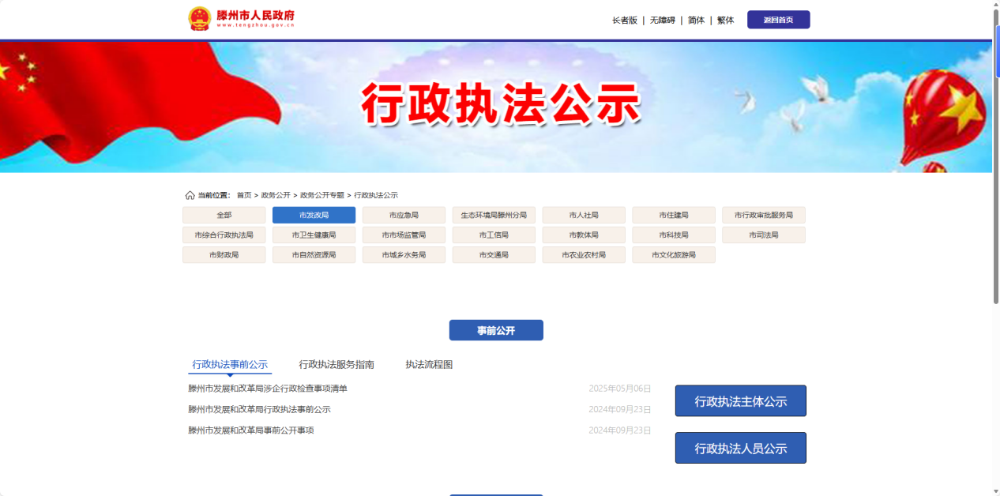 滕州市人民政府
www.tengzhou.gov.cn
长者版 | 无障碍 | 简体 | 繁体 返回首页
行政执法公示
当前位置： 首页 > 政务公开 > 政务公开专题 > 行政执法公示
全部 市发改局 市应急局 生态环境局滕州分局 市人社局 市住建局 市行政审批服务局
市综合行政执法局 市卫生健康局 市市场监管局 市工信局 市教体局 市科技局 市司法局
市财政局 市自然资源局 市城乡水务局 市交通局 市农业农村局 市文化旅游局
事前公开
行政执法事前公示 行政执法服务指南 执法流程图
滕州市发展和改革局涉企行政检查事项清单 2025年05月06日
滕州市发展和改革局行政执法事前公示 2024年09月23日
滕州市发展和改革局事前公开事项 2024年09月23日
行政执法主体公示
行政执法人员公示